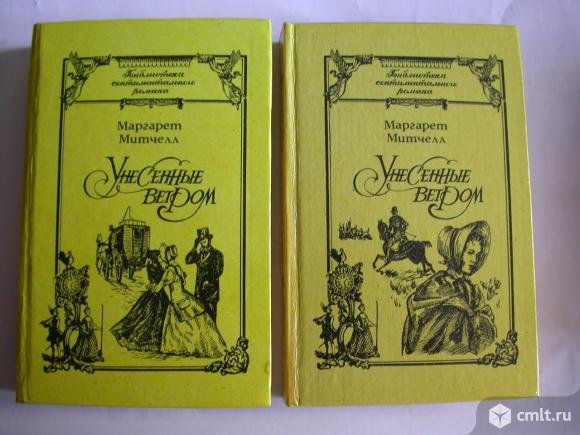 Библиотека
сентиментального
романа
Маргарет
Митчелл
Унесенные
ветром
Библиотека
сентиментального
романа
Маргарет
Митчелл
Унесенные
ветром
cmlt.ru